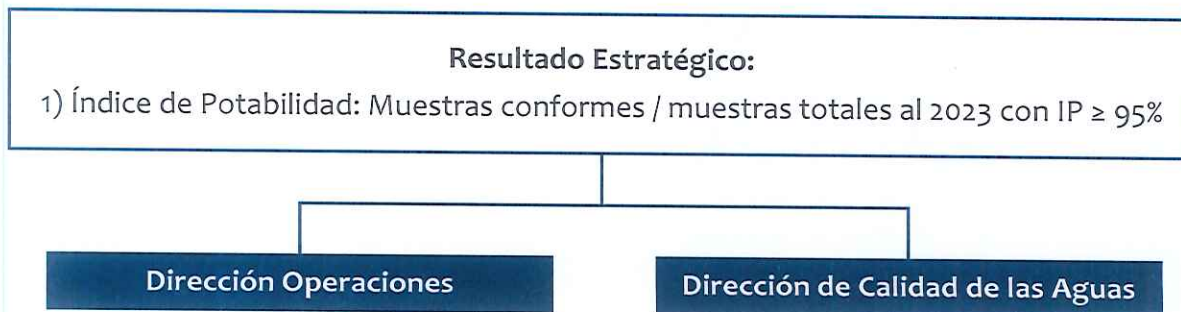 Resultado Estratégico:
1) Índice de Potabilidad: Muestras conformes / muestras totales al 2023 con IP ≥ 95%
Dirección Operaciones
Dirección de Calidad de las Aguas